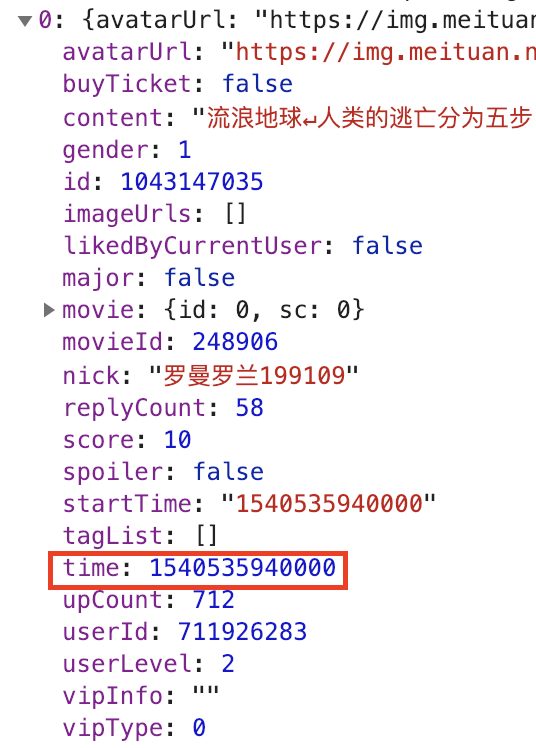 0: {avatarUrl: "https://img.meituan
avatarUrl: "https://img.meituan.n
buyTicket: false
content: "流浪地球↵人类的逃亡分为五步
gender: 1
id: 1043147035
imageUrls: []
likedByCurrentUser: false
major: false
movie: {id: 0, sc: 0}
movieId: 248906
nick: "罗曼罗兰199109"
replyCount: 58
score: 10
spoiler: false
startTime: "1540535940000"
tagList: []
time: 1540535940000
upCount: 712
userId: 711926283
userLevel: 2
vipInfo: ""
vipType: 0